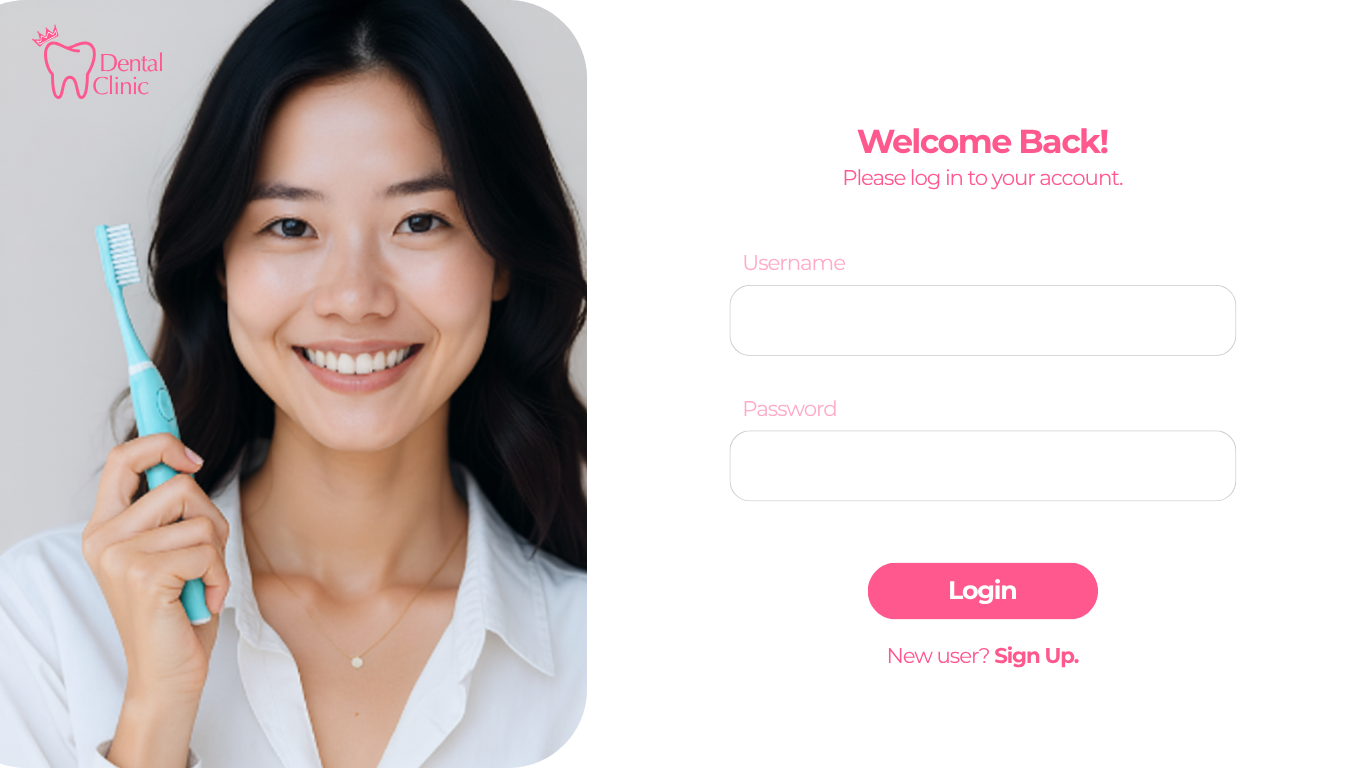 Dental
Clinic
Welcome Back!
Please log in to your account.
Username
Password
Login
New user? Sign Up.